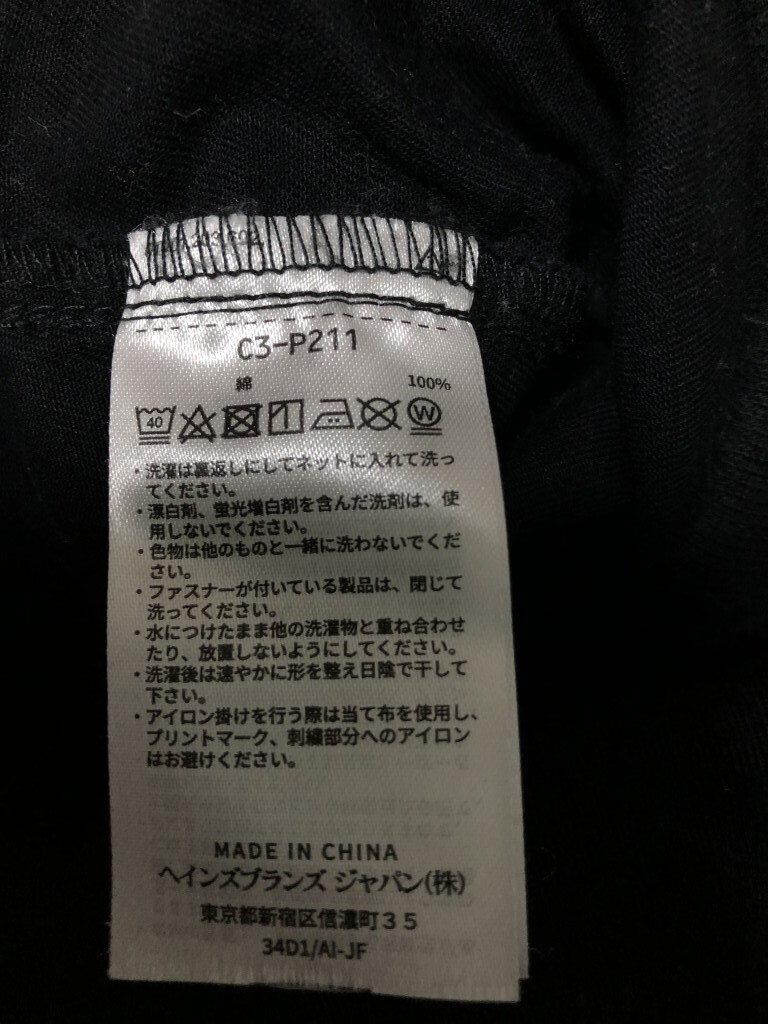 C3-P211
綿 100%
40 W
・洗濯は裏返しにしてネットに入れて洗っ
てください。
・漂白剤、蛍光増白剤を含んだ洗剤は、使
用しないでください。
・色物は他のものと一緒に洗わないでくだ
さい。
・ファスナーが付いている製品は、閉じて
洗ってください。
・水につけたまま他の洗濯物と重ね合わせ
たり、放置しないようにしてください。
・洗濯後は速やかに形を整え日陰で干して
下さい。
・アイロン掛けを行う際は当て布を使用し、
プリントマーク、刺繍部分へのアイロン
はお避けください。
MADE IN CHINA
ヘインズブランズ ジャパン(株)
東京都新宿区信濃町３５
34D1/AI-JF